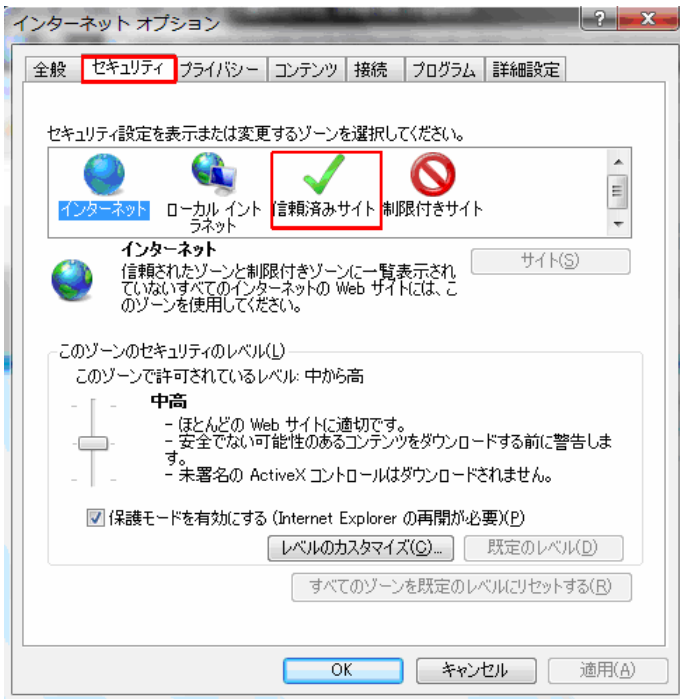 インターネット オプション
全般 セキュリティ プライバシー コンテンツ 接続 プログラム 詳細設定
セキュリティ設定を表示または変更するゾーンを選択してください。
インターネット
ローカル イント
ラネット
信頼済みサイト
制限付きサイト
インターネット
サイト(S)
信頼されたゾーンと制限付きゾーンに一覧表示され
ていないすべてのインターネットの Web サイトには、こ
のゾーンを使用してください。
このゾーンのセキュリティのレベル(L)
このゾーンで許可されているレベル: 中から高
中高
- ほとんどの Web サイトに適切です。
- 安全でない可能性のあるコンテンツをダウンロードする前に警告しま
す。
- 未署名の ActiveX コントロールはダウンロードされません。
保護モードを有効にする (Internet Explorer の再開が必要)(P)
レベルのカスタマイズ(C)... 既定のレベル(D)
すべてのゾーンを既定のレベルにリセットする(R)
OK キャンセル 適用(A)